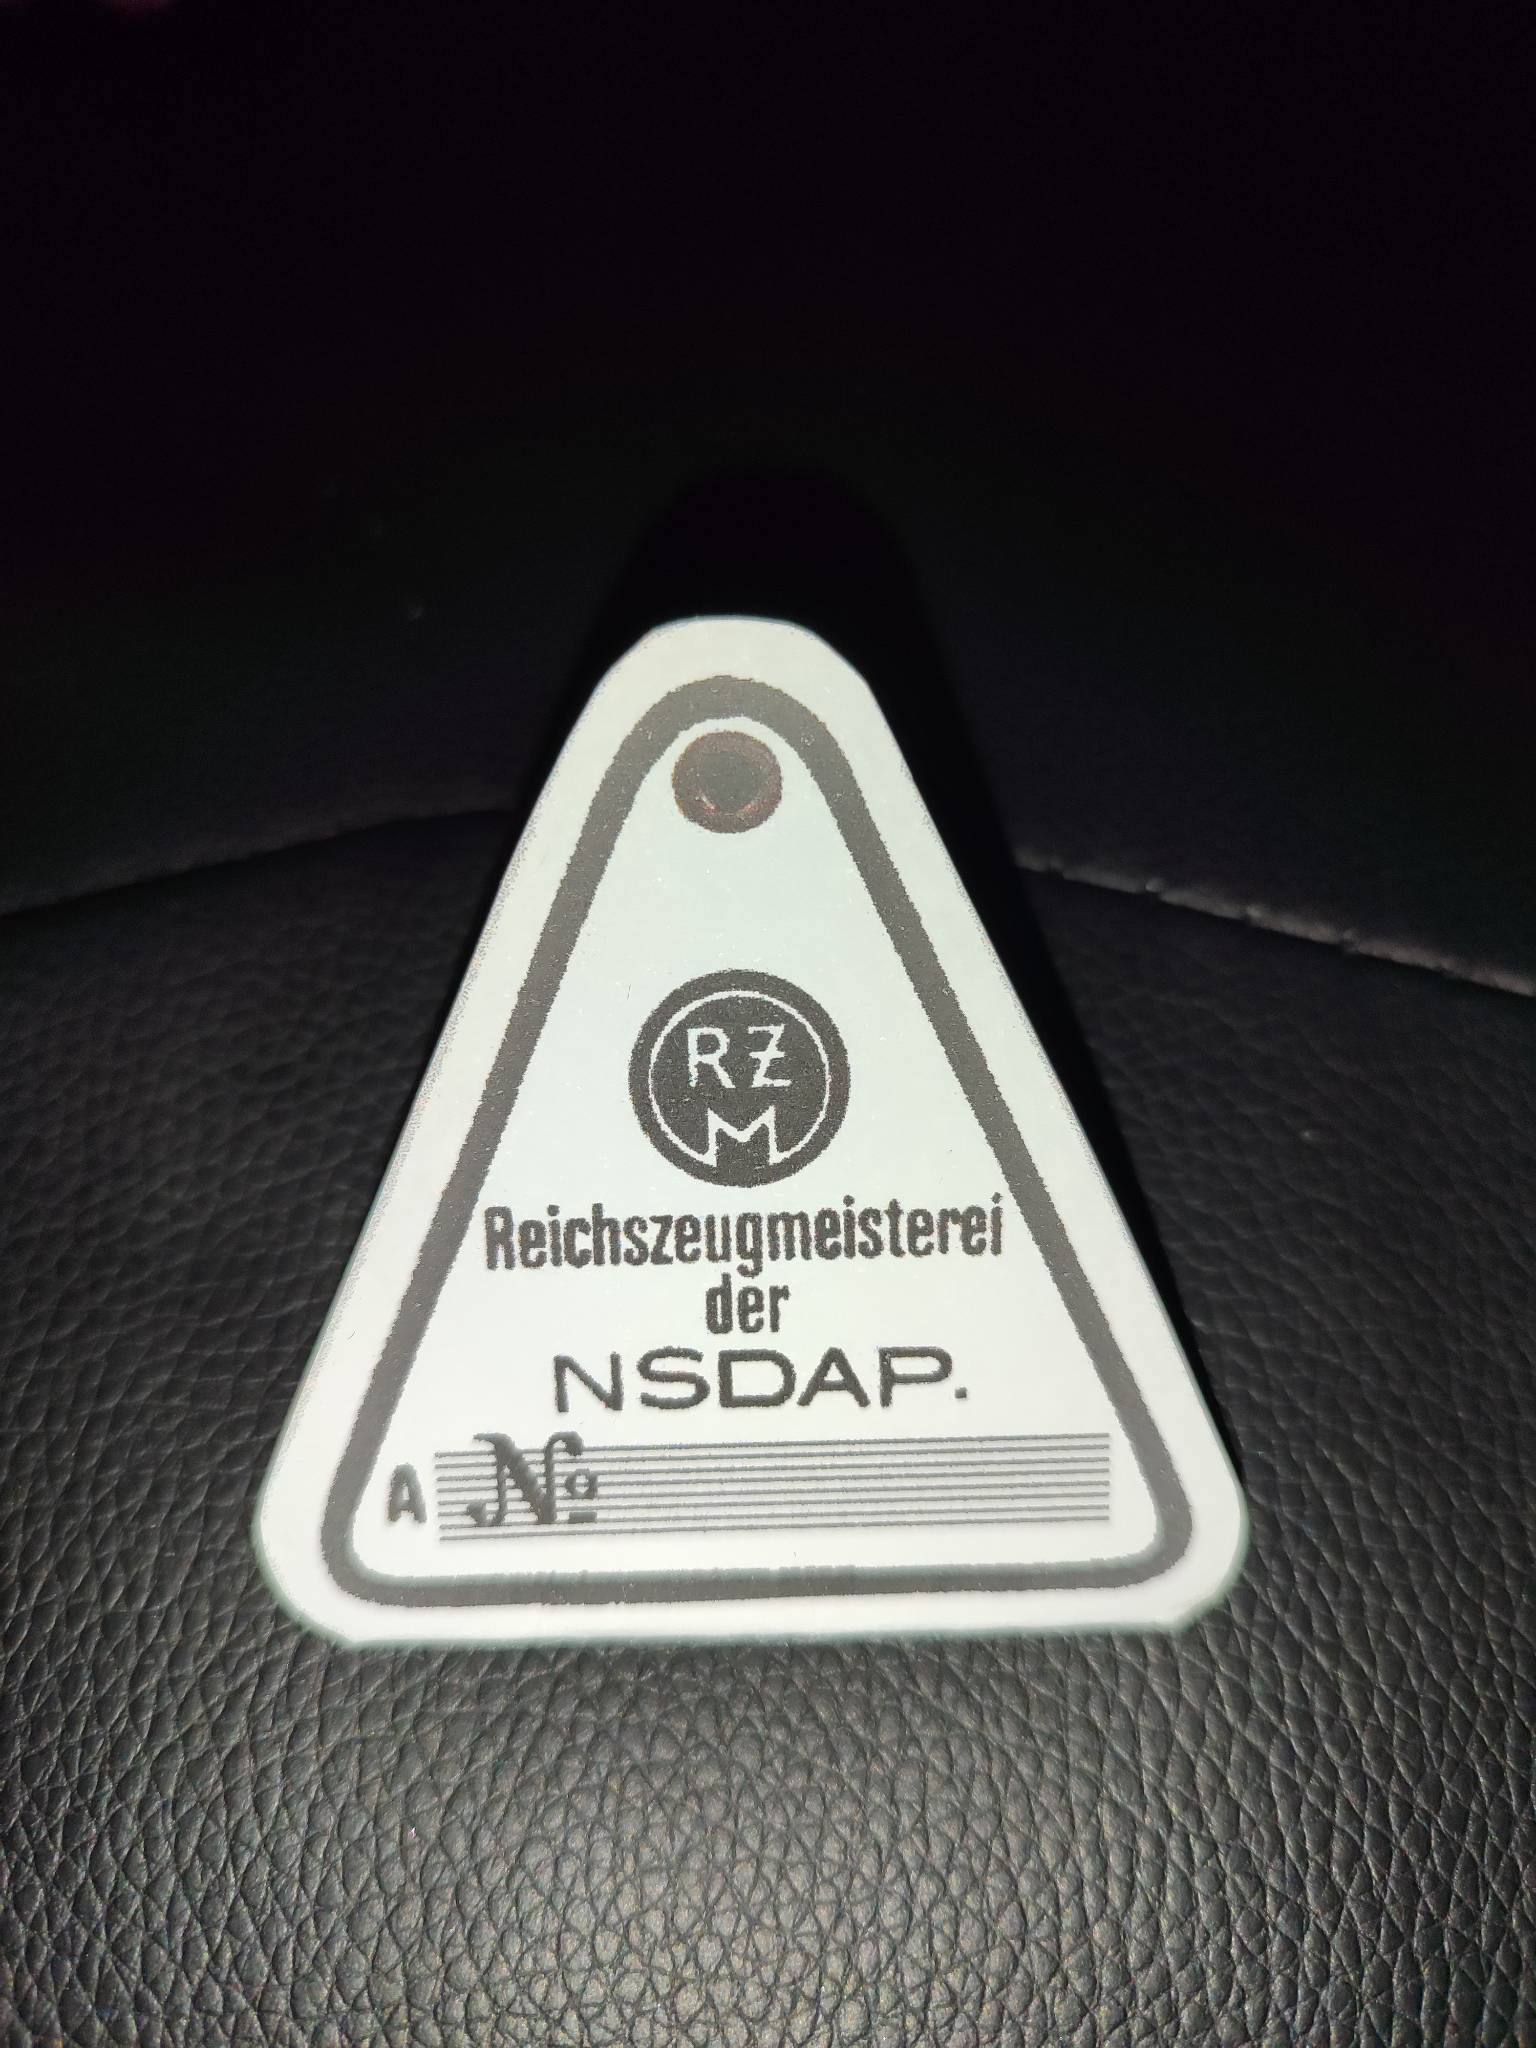 RZ
M
Reichszeugmeisterei
der
NSDAP.
A №